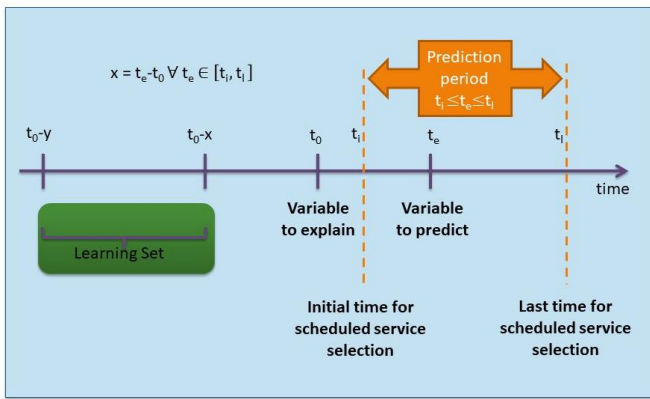 Prediction
period
tᵢ ≤tₑ≤tₗ
x = tₑ-t₀ ∀ tₑ ∈ [tᵢ, tₗ]
t₀-y
t₀-x
t₀
tᵢ
tₑ
tₗ
time
Variable
to explain
Variable
to predict
Learning Set
Initial time for
scheduled service
selection
Last time for
scheduled service
selection